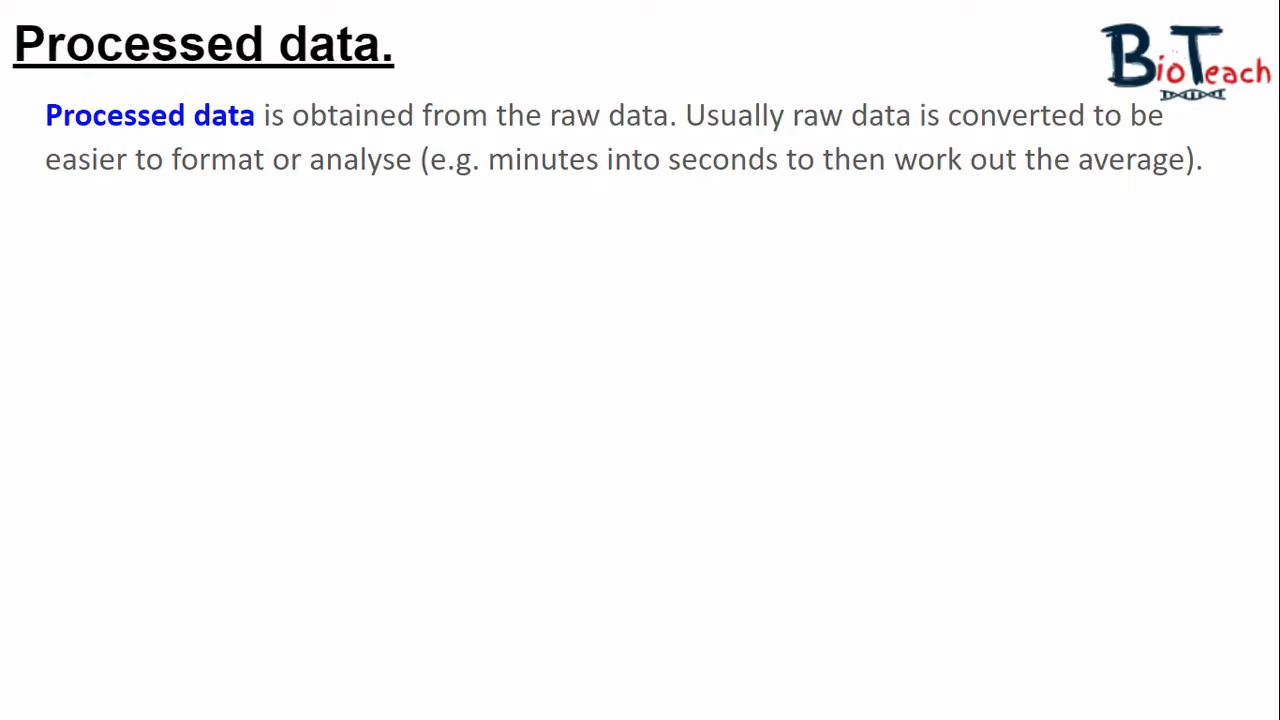 Processed data.
BioTeach
Processed data is obtained from the raw data. Usually raw data is converted to be
easier to format or analyse (e.g. minutes into seconds to then work out the average).